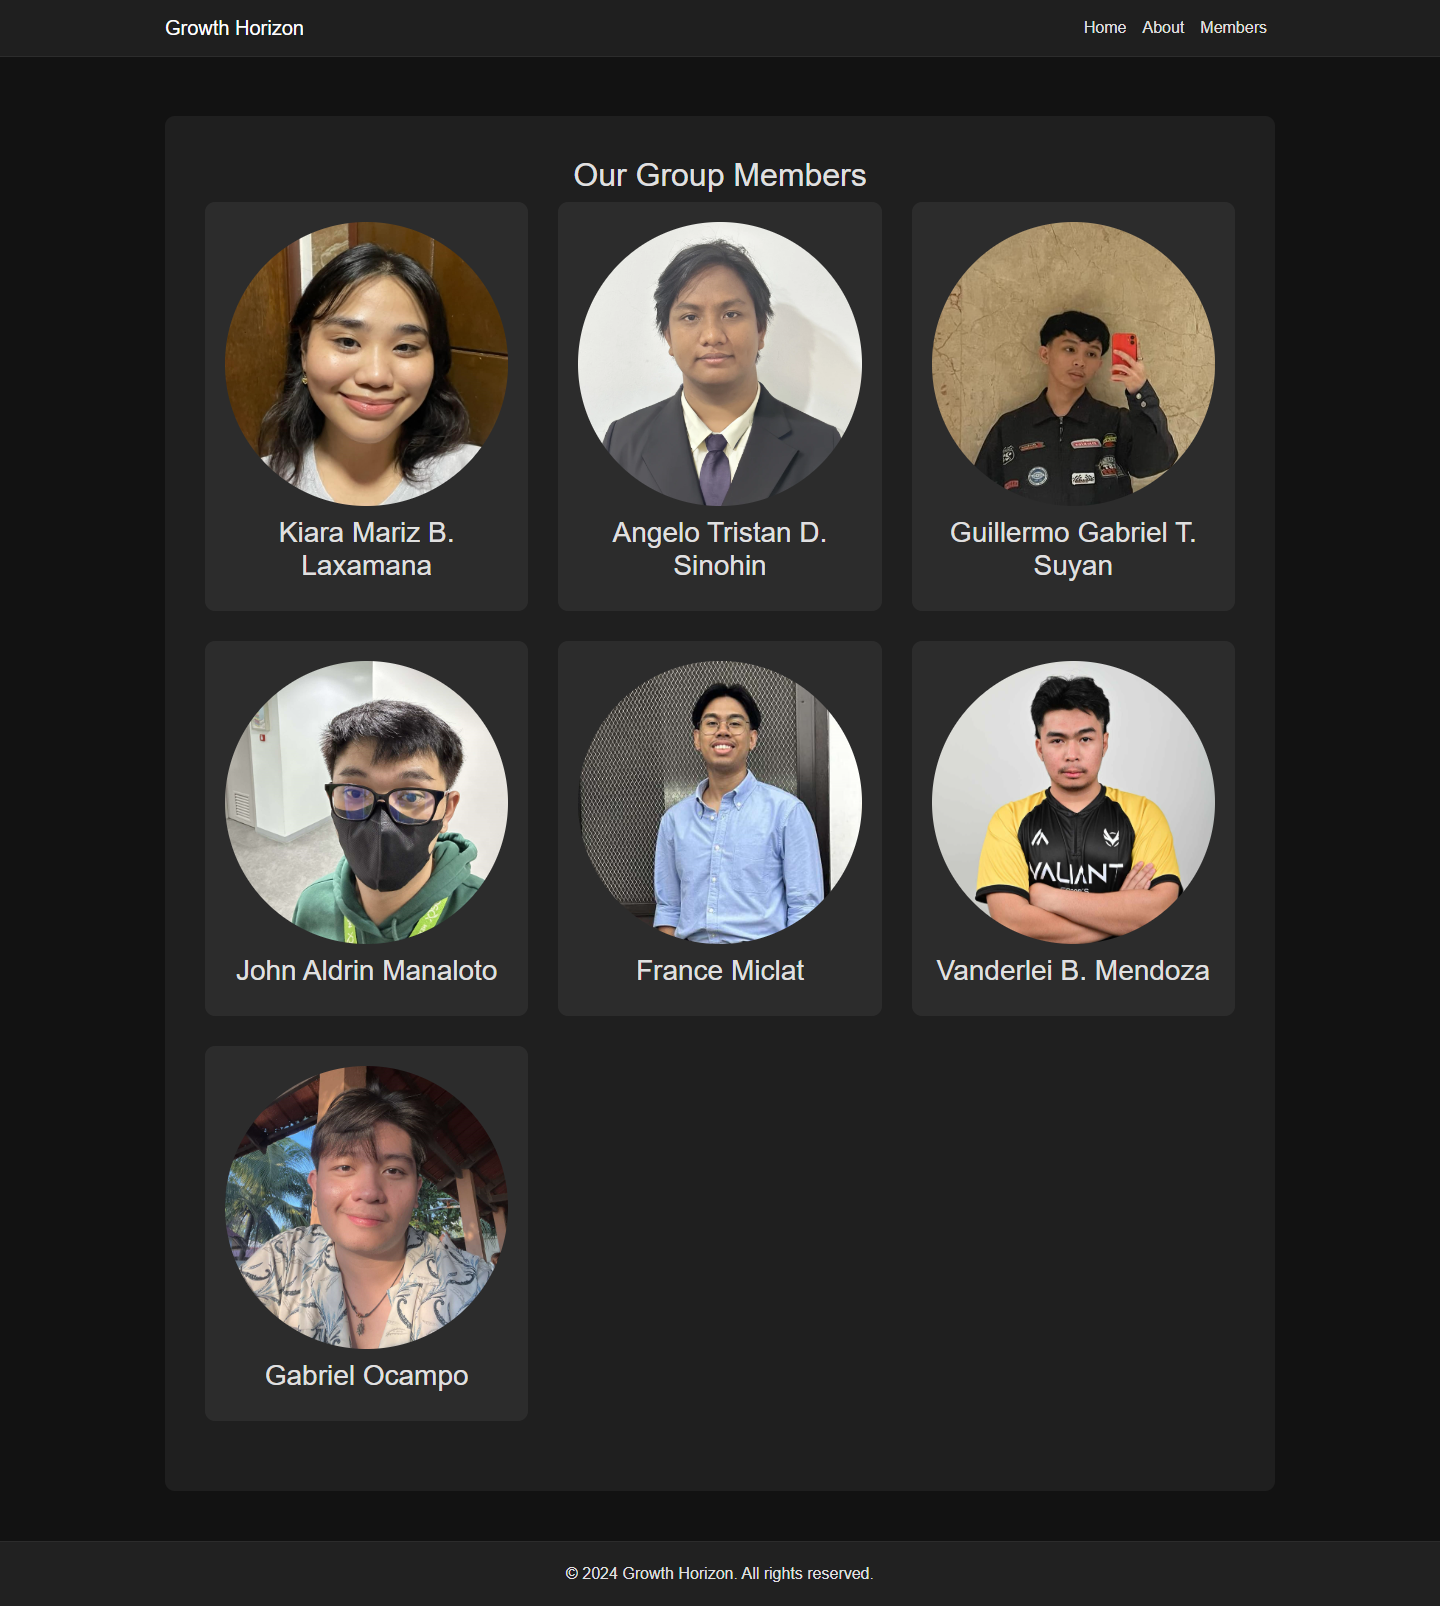 Growth Horizon
Home About Members
Our Group Members
Kiara Mariz B.
Laxamana
Angelo Tristan D.
Sinohin
Guillermo Gabriel T.
Suyan
VALIANT
John Aldrin Manaloto
France Miclat
Vanderlei B. Mendoza
Gabriel Ocampo
© 2024 Growth Horizon. All rights reserved.